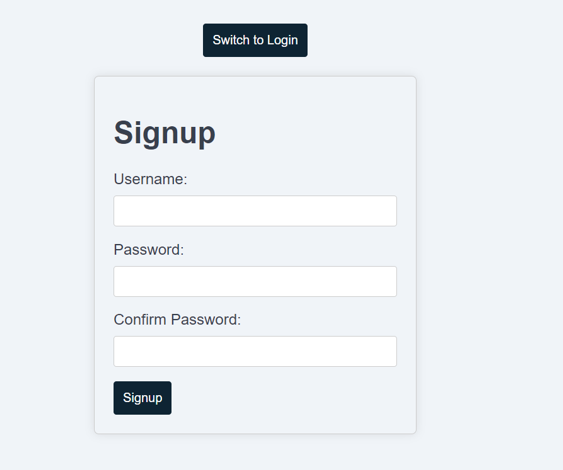 Switch to Login
Signup
Username:
Password:
Confirm Password:
Signup